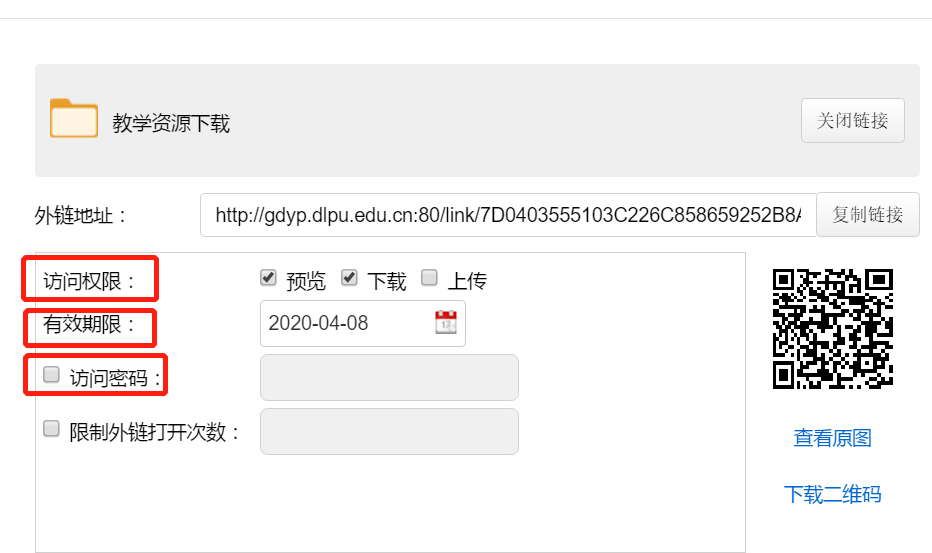 教学资源下载
关闭链接
外链地址：
http://gdyp.dlpu.edu.cn:80/link/7D0403555103C226C858659252B8A
复制链接
访问权限：
预览 下载 上传
有效期限：
2020-04-08
17
访问密码：
限制外链打开次数：
查看原图
下载二维码